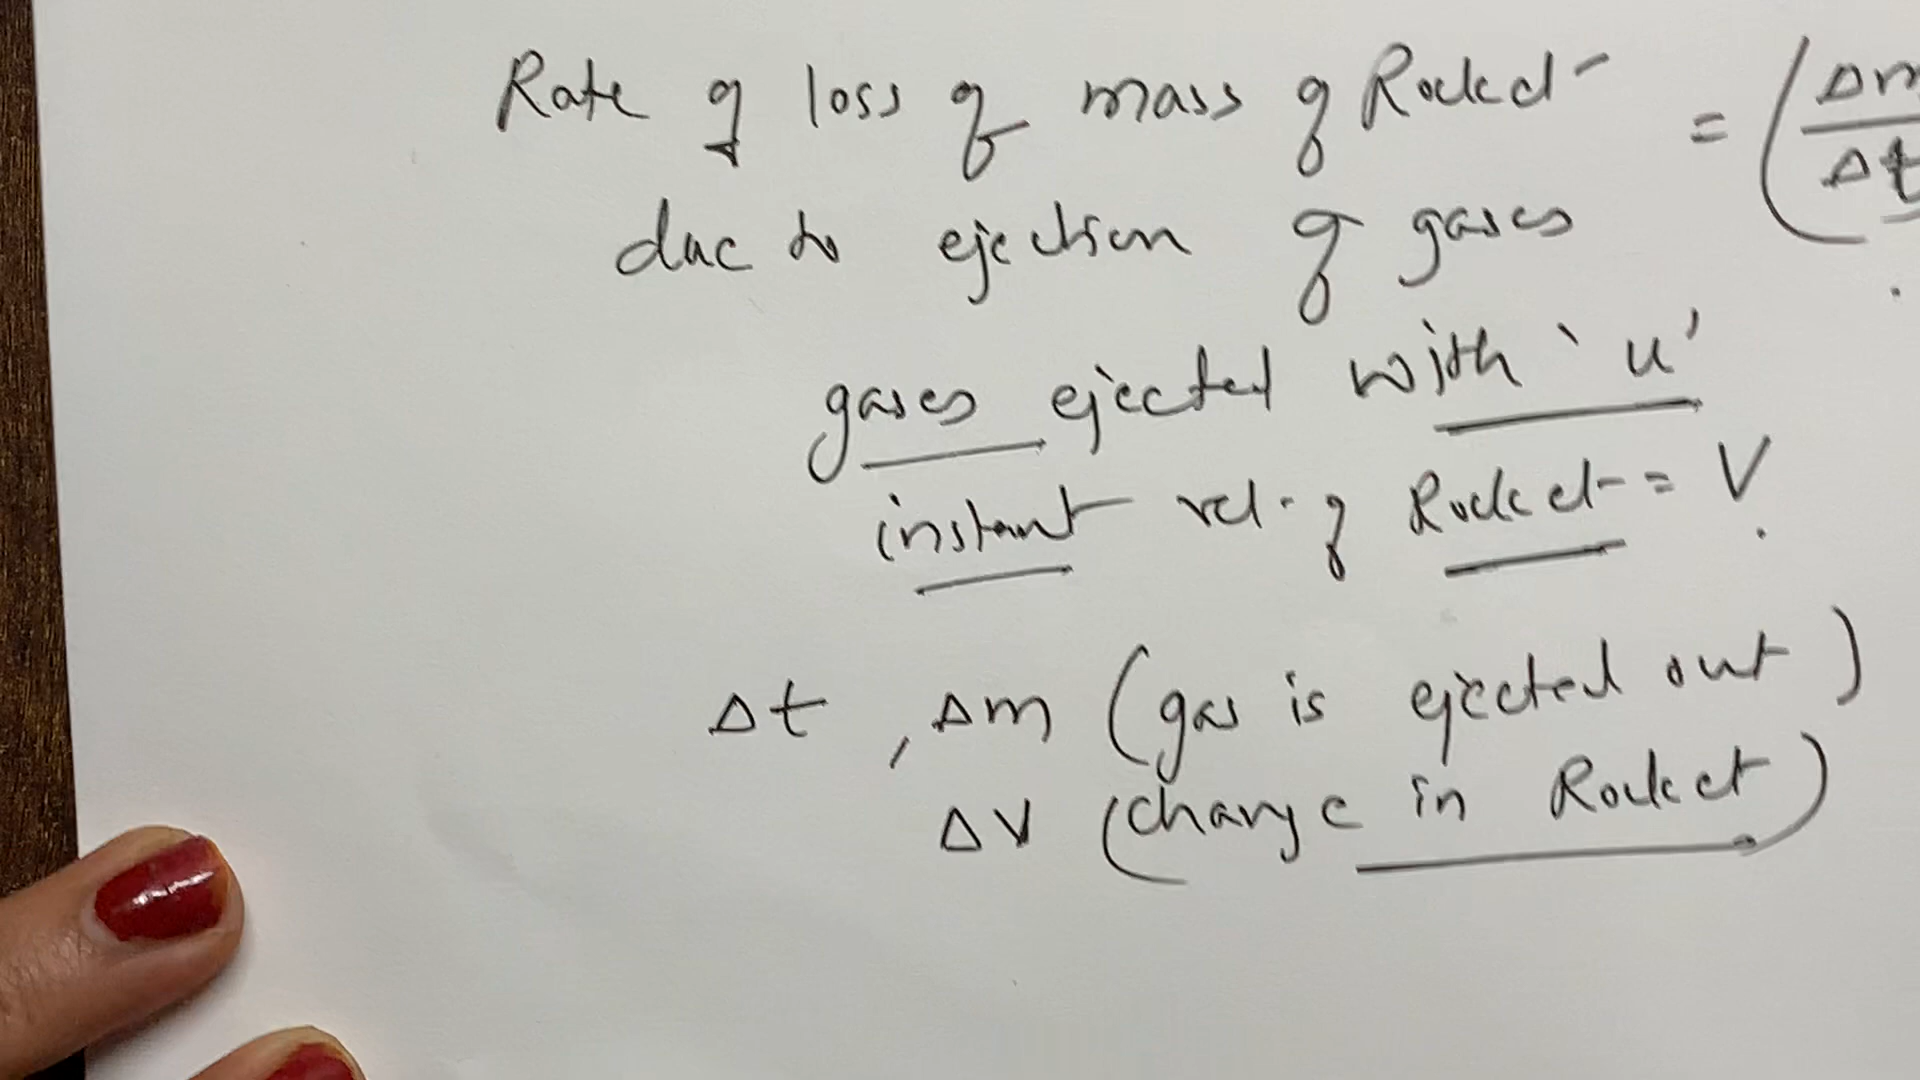 Rate of loss of mass of Rocket = (Δm/Δt
due to ejection of gases
gases ejected with 'u'
instant vel. of Rocket = V.
Δt, Δm (gas is ejected out)
ΔV (change in Rocket)